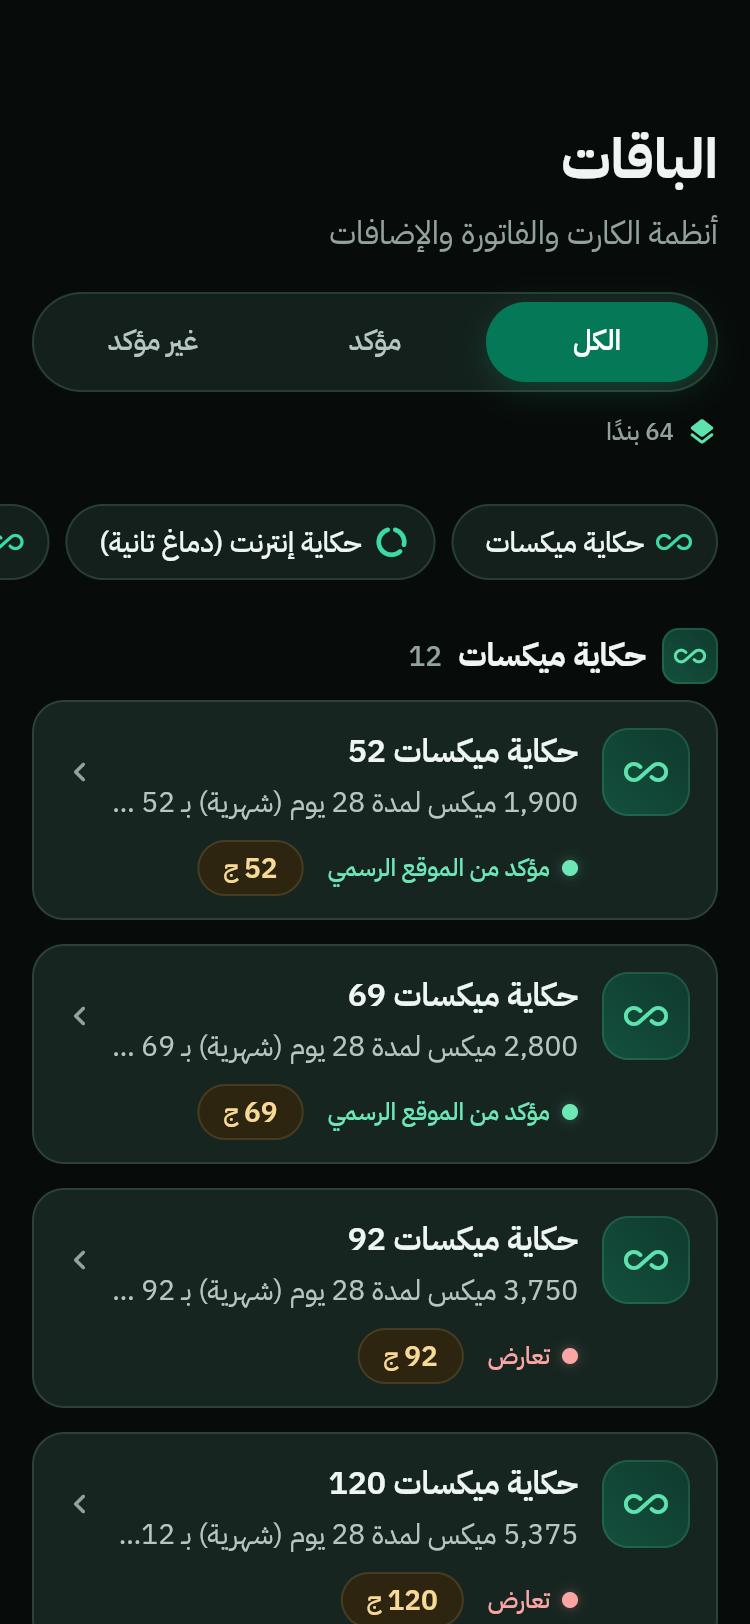 الباقات
أنظمة الكارت والفاتورة والإضافات
الكل مؤكد غير مؤكد
64 بندًا
حكاية ميكسات حكاية إنترنت (دماغ تانية)
حكاية ميكسات 12
حكاية ميكسات 52
1,900 ميكس لمدة 28 يوم (شهرية) بـ 52 ...
مؤكد من الموقع الرسمي 52 ج
حكاية ميكسات 69
2,800 ميكس لمدة 28 يوم (شهرية) بـ 69 ...
مؤكد من الموقع الرسمي 69 ج
حكاية ميكسات 92
3,750 ميكس لمدة 28 يوم (شهرية) بـ 92 ...
تعارض 92 ج
حكاية ميكسات 120
5,375 ميكس لمدة 28 يوم (شهرية) بـ 12...
تعارض 120 ج